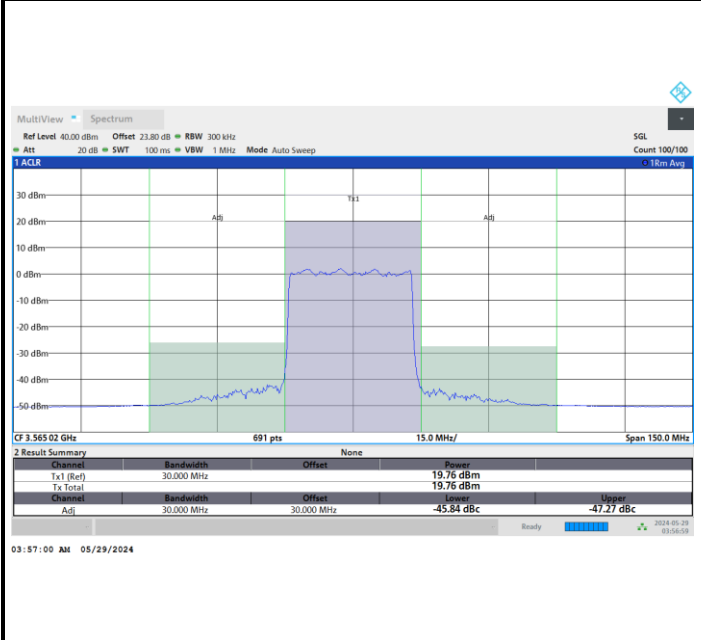 MultiView Spectrum
Ref Level 40.00 dBm Offset 23.80 dB RBW 300 kHz SGL
Att 20 dB SWT 100 ms VBW 1 MHz Mode Auto Sweep Count 100/100
1 ACLR 1Rm Avg
Tx1
30 dBm
Adj Adj
20 dBm
10 dBm
0 dBm
-10 dBm
-20 dBm
-30 dBm
-40 dBm
-50 dBm
CF 3.565 02 GHz 691 pts 15.0 MHz/ Span 150.0 MHz
2 Result Summary None
Channel Bandwidth Offset Power
Tx1 (Ref) 30.000 MHz 19.76 dBm
Tx Total 19.76 dBm
Channel Bandwidth Offset Lower Upper
Adj 30.000 MHz 30.000 MHz -45.84 dBc -47.27 dBc
Ready 2024-05-29
03:56:59
03:57:00 AM 05/29/2024